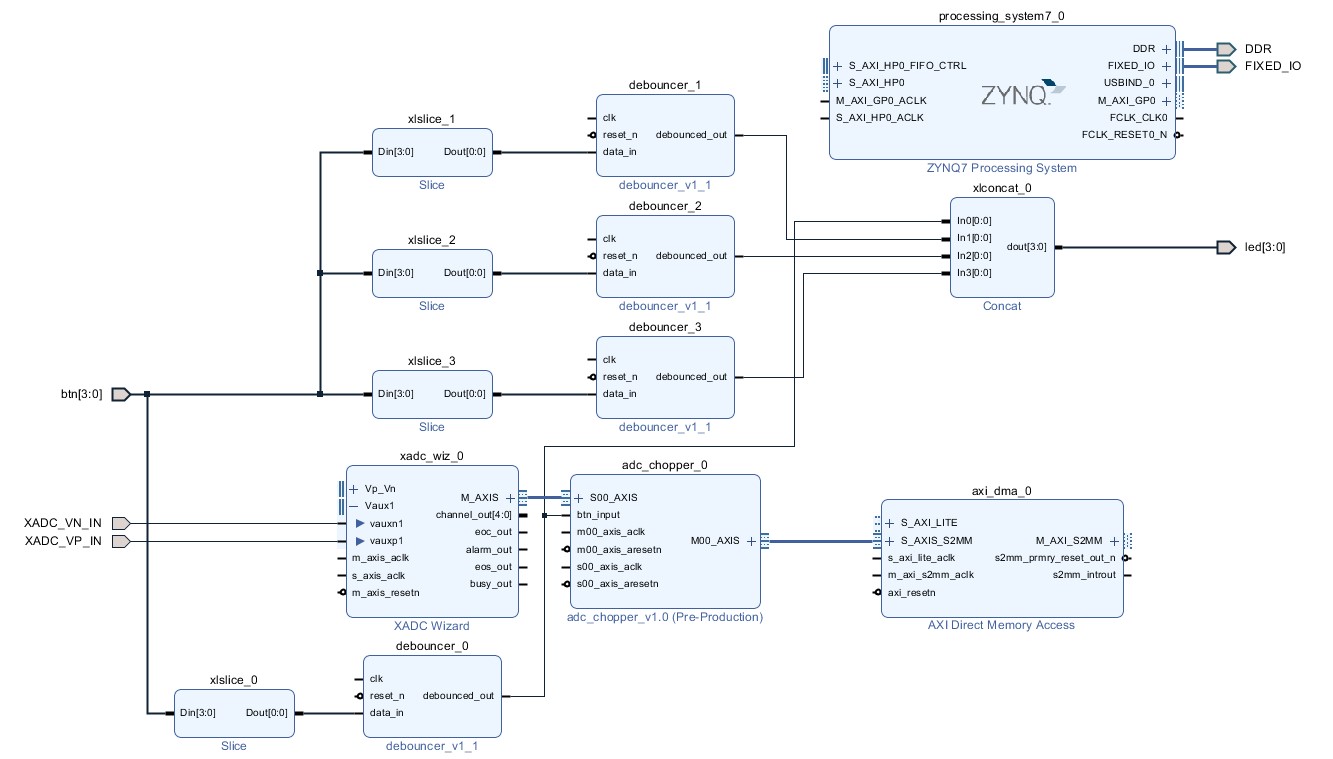 processing_system7_0
S_AXI_HP0_FIFO_CTRL
S_AXI_HP0
M_AXI_GP0_ACLK
S_AXI_HP0_ACLK
ZYNQ.
DDR
FIXED_IO
USBIND_0
M_AXI_GP0
FCLK_CLK0
FCLK_RESET0_N
DDR
FIXED_IO
ZYNQ7 Processing System
debouncer_1
clk
reset_n
data_in
debounced_out
debouncer_v1_1
xlslice_1
Din[3:0] Dout[0:0]
Slice
xlconcat_0
In0[0:0]
In1[0:0]
In2[0:0]
In3[0:0]
dout[3:0]
Concat
led[3:0]
debouncer_2
clk
reset_n
data_in
debounced_out
debouncer_v1_1
xlslice_2
Din[3:0] Dout[0:0]
Slice
debouncer_3
clk
reset_n
data_in
debounced_out
debouncer_v1_1
xlslice_3
Din[3:0] Dout[0:0]
Slice
btn[3:0]
XADC_VN_IN
XADC_VP_IN
xadc_wiz_0
Vp_Vn
Vaux1
vauxn1
vauxp1
m_axis_aclk
s_axis_aclk
m_axis_resetn
M_AXIS
channel_out[4:0]
eoc_out
alarm_out
eos_out
busy_out
XADC Wizard
adc_chopper_0
S00_AXIS
btn_input
m00_axis_aclk
m00_axis_aresetn
s00_axis_aclk
s00_axis_aresetn
M00_AXIS
adc_chopper_v1.0 (Pre-Production)
axi_dma_0
S_AXI_LITE
S_AXIS_S2MM
s_axi_lite_aclk
m_axi_s2mm_aclk
axi_resetn
M_AXI_S2MM
s2mm_prmry_reset_out_n
s2mm_introut
AXI Direct Memory Access
debouncer_0
clk
reset_n
data_in
debounced_out
debouncer_v1_1
xlslice_0
Din[3:0] Dout[0:0]
Slice